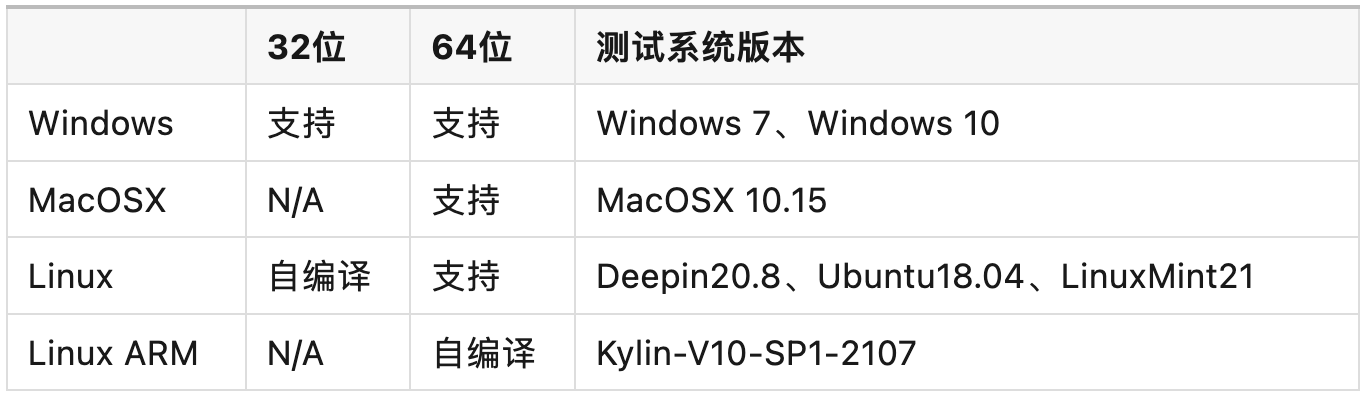 32位 64位 测试系统版本
Windows 支持 支持 Windows 7、Windows 10
MacOSX N/A 支持 MacOSX 10.15
Linux 自编译 支持 Deepin20.8、Ubuntu18.04、LinuxMint21
Linux ARM N/A 自编译 Kylin-V10-SP1-2107